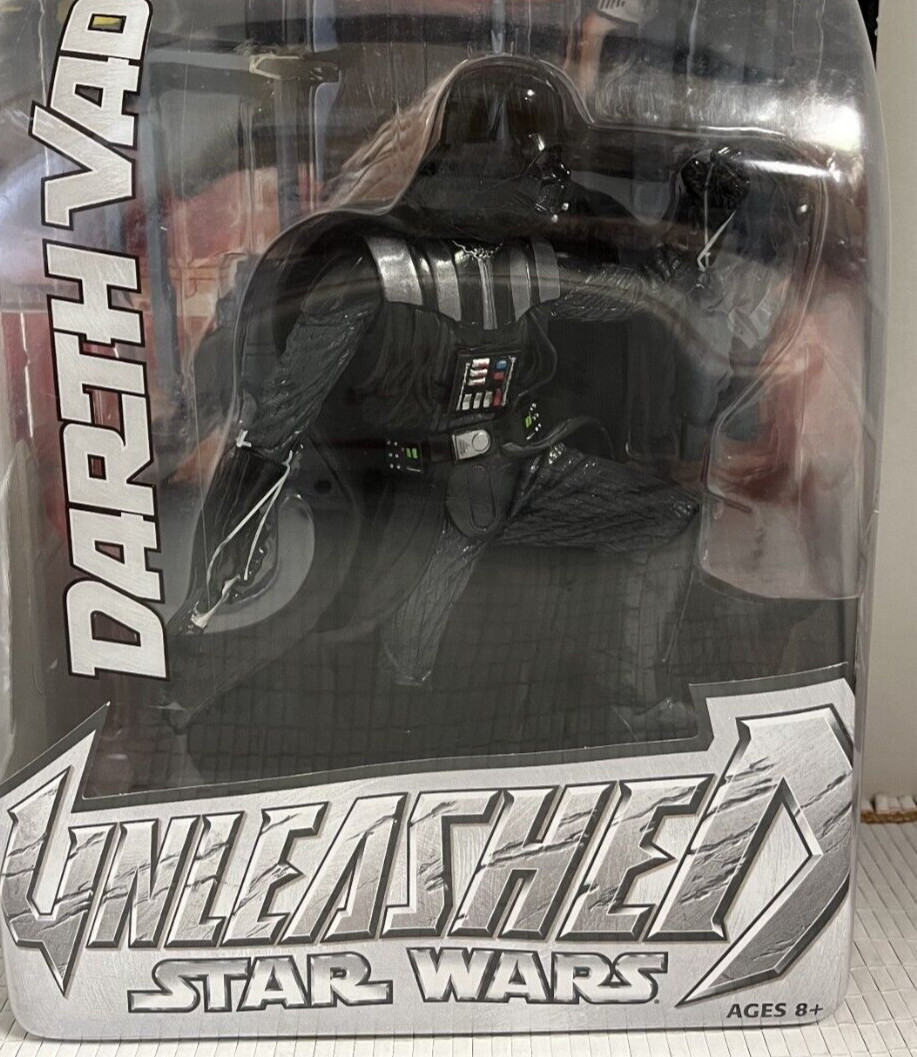 DARTH VAD
UNLEASHED
STAR WARS
AGES 8+